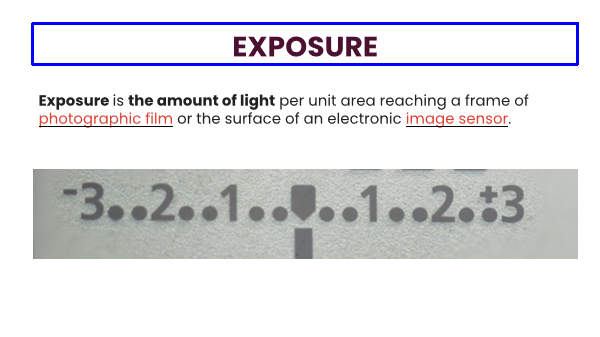 EXPOSURE
Exposure is the amount of light per unit area reaching a frame of
photographic film or the surface of an electronic image sensor.
-3..2..1..▼..1..2..+3